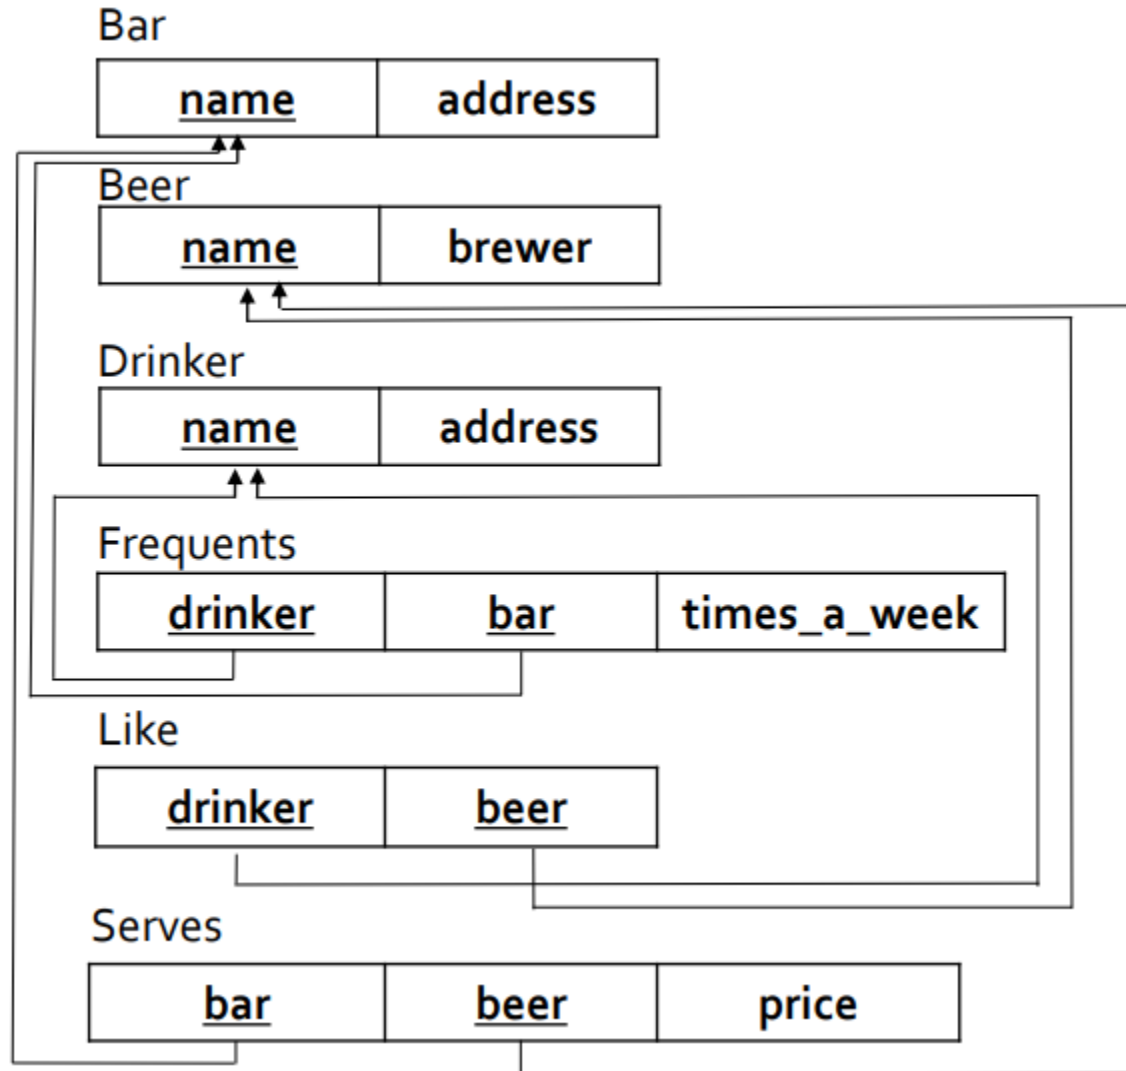 Bar
name address
Beer
name brewer
Drinker
name address
Frequents
drinker bar times_a_week
Like
drinker beer
Serves
bar beer price